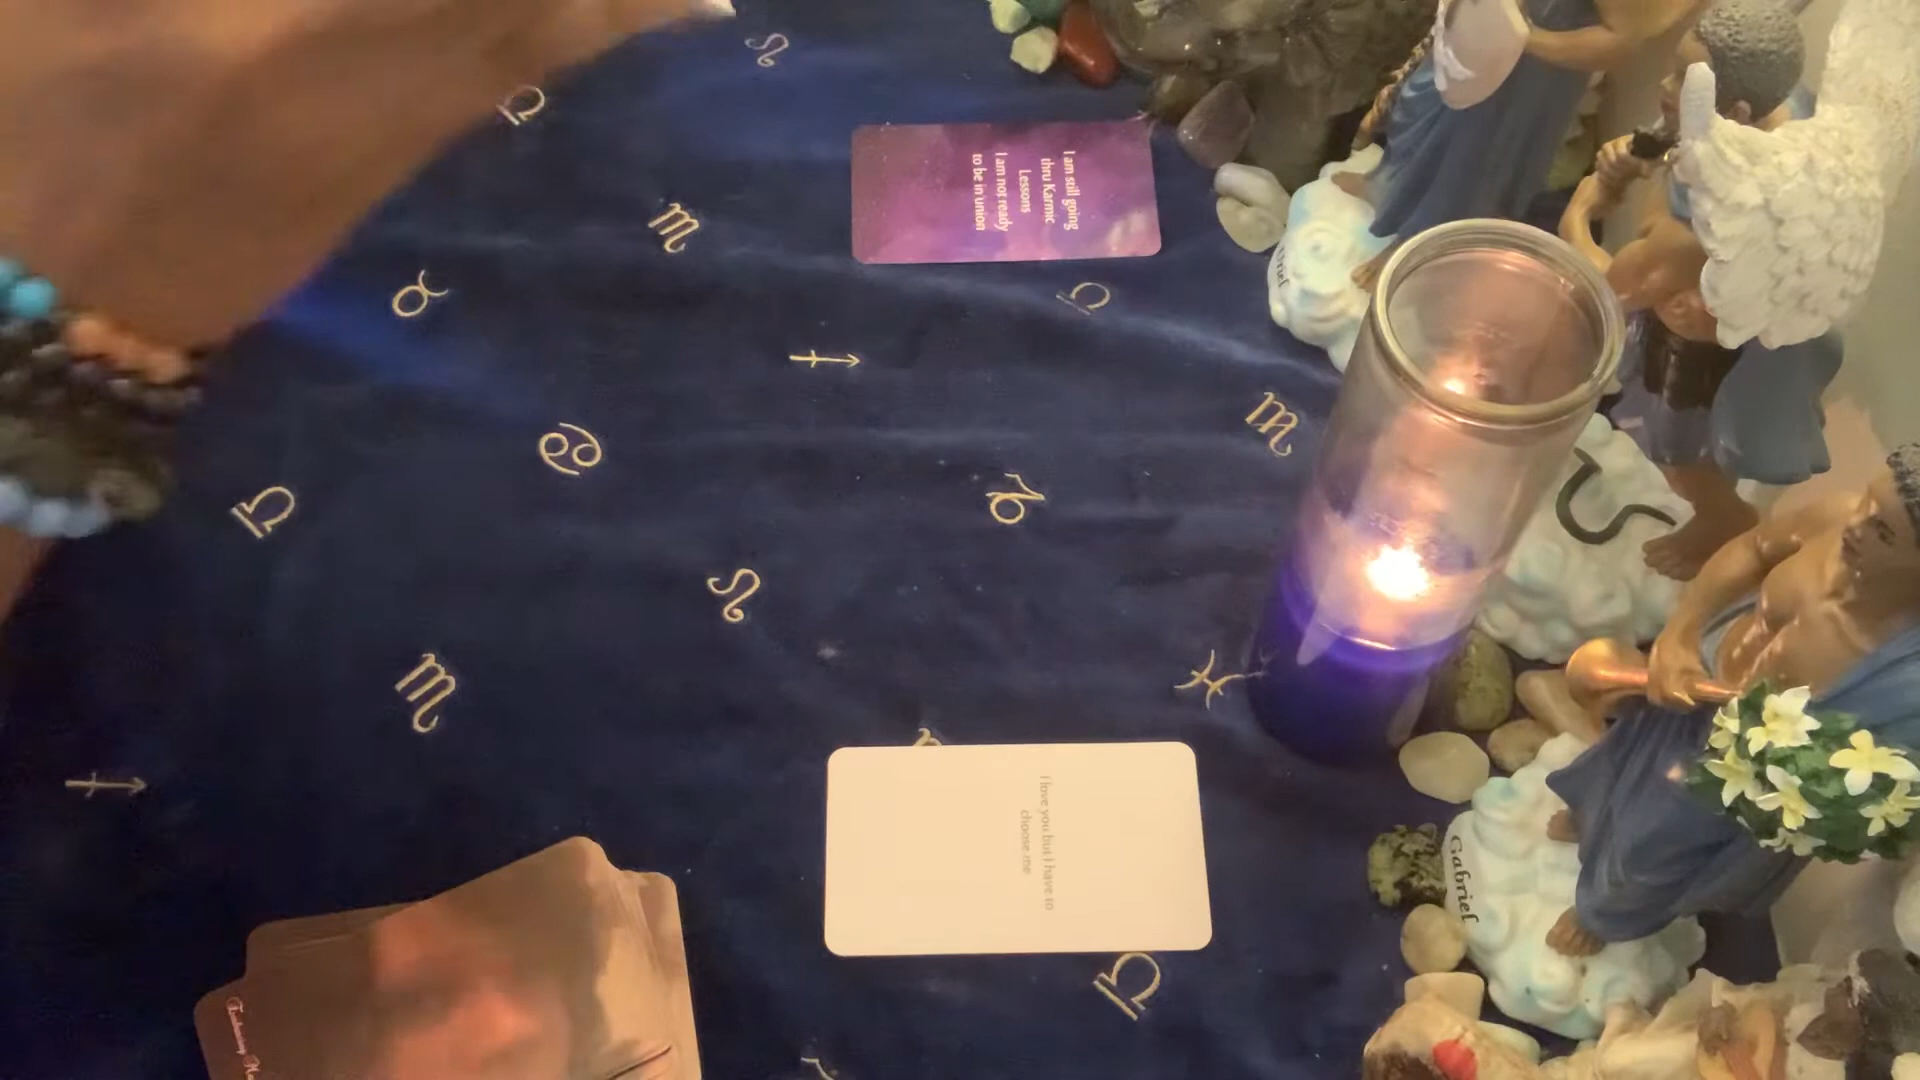 I am still going
thru Karmic
Lessons
I am not ready
to be in union
I love you but I have to
choose me
Gabriel